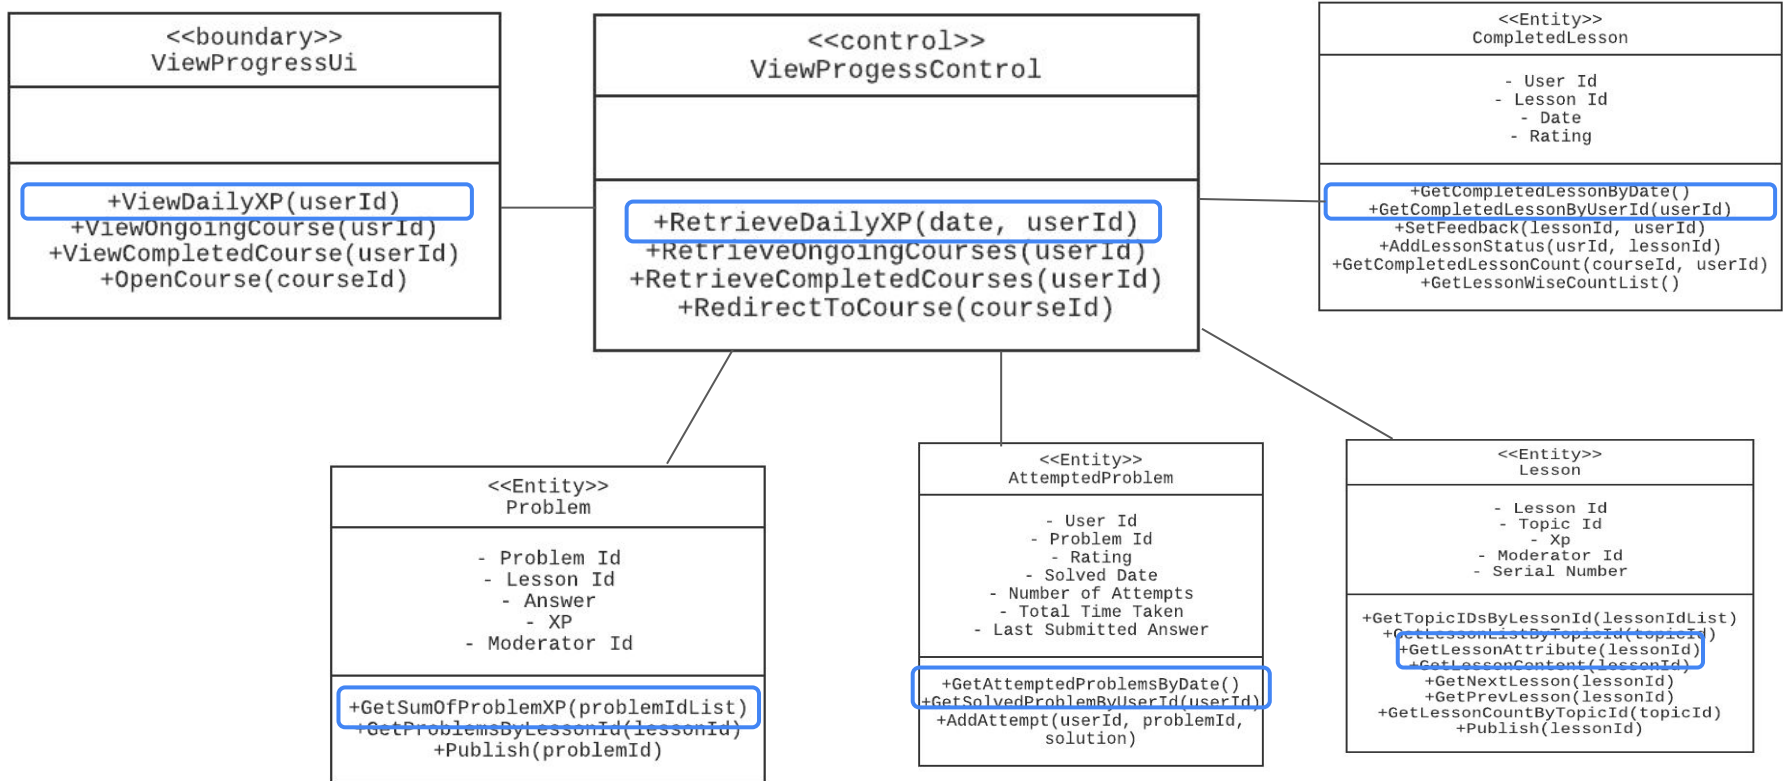 <<boundary>>
ViewProgressUi
+ViewDailyXP(userId)
+ViewOngoingCourse(usrId)
+ViewCompletedCourse(userId)
+OpenCourse(courseId)
<<control>>
ViewProgessControl
+RetrieveDailyXP(date, userId)
+RetrieveOngoingCourses(userId)
+RetrieveCompletedCourses(userId)
+RedirectToCourse(courseId)
<<Entity>>
CompletedLesson
- User Id
- Lesson Id
- Date
- Rating
+GetCompletedLessonByDate()
+GetCompletedLessonByUserId(userId)
+SetFeedback(lessonId, userId)
+AddLessonStatus(usrId, lessonId)
+GetCompletedLessonCount(courseId, userId)
+GetLessonWiseCountList()
<<Entity>>
Problem
- Problem Id
- Lesson Id
- Answer
- XP
- Moderator Id
+GetSumOfProblemXP(problemIdList)
+GetProblemsByLessonId(lessonId)
+Publish(problemId)
<<Entity>>
AttemptedProblem
- User Id
- Problem Id
- Rating
- Solved Date
- Number of Attempts
- Total Time Taken
- Last Submitted Answer
+GetAttemptedProblemsByDate()
+GetSolvedProblemByUserId(userId)
+AddAttempt(userId, problemId,
solution)
<<Entity>>
Lesson
- Lesson Id
- Topic Id
- Xp
- Moderator Id
- Serial Number
+GetTopicIDsByLessonId(lessonIdList)
+GetLessonListByTopicId(topicId)
+GetLessonAttribute(lessonId)
+GetLessonContent(lessonId)
+GetNextLesson(lessonId)
+GetPrevLesson(lessonId)
+GetLessonCountByTopicId(topicId)
+Publish(lessonId)